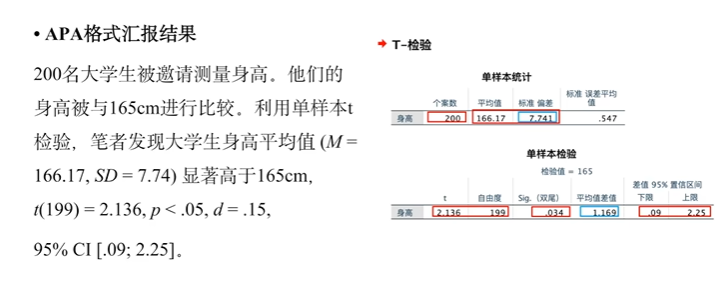 • APA格式汇报结果
200名大学生被邀请测量身高。他们的
身高被与165cm进行比较。利用单样本t
检验，笔者发现大学生身高平均值 (M =
166.17, SD = 7.74) 显著高于165cm,
t(199) = 2.136, p < .05, d = .15,
95% CI [.09; 2.25]。
T-检验
单样本统计
个案数 平均值 标准 偏差 标准 误差平均
值
身高 200 166.17 7.741 .547
单样本检验
检验值 = 165
差值 95% 置信区间
t 自由度 Sig.（双尾） 平均值差值 下限 上限
身高 2.136 199 .034 1.169 .09 2.25